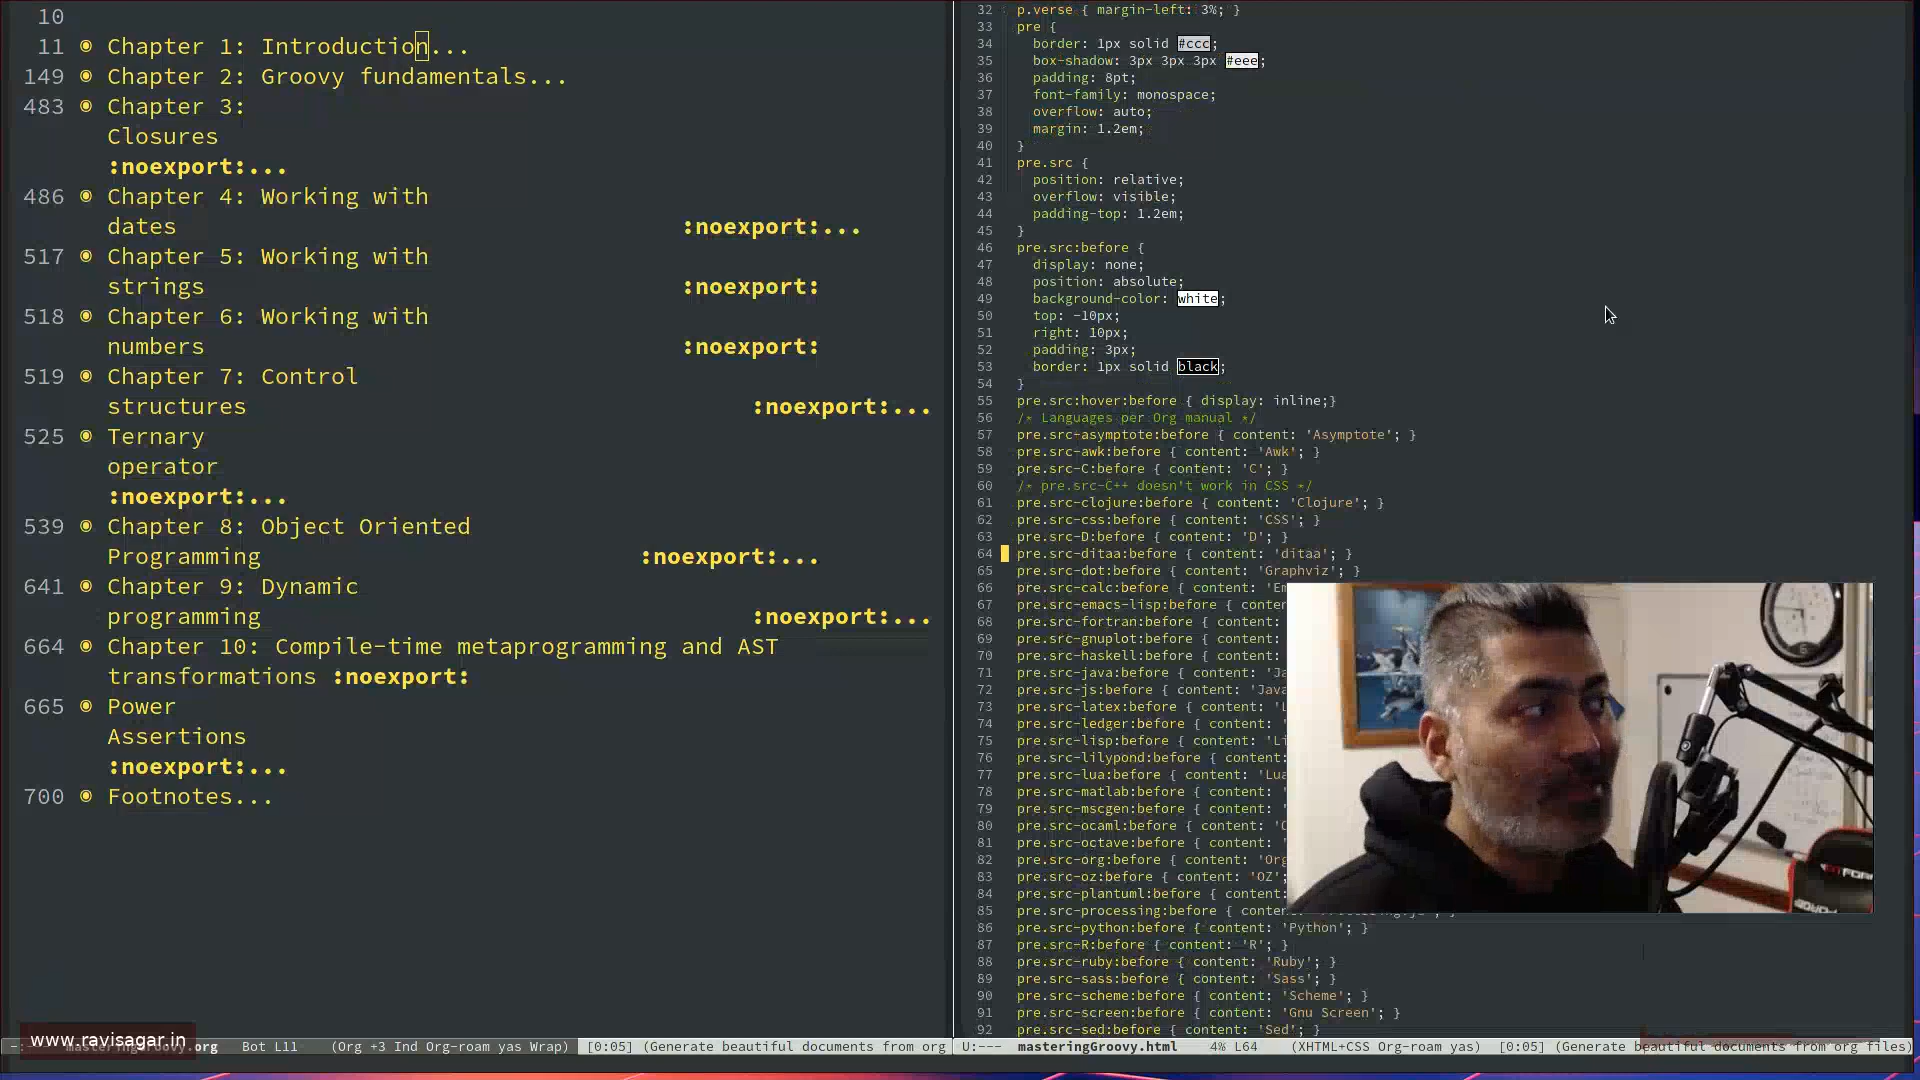 10
11 ◉ Chapter 1: Introduction...
149 ◉ Chapter 2: Groovy fundamentals...
483 ◉ Chapter 3:
Closures
:noexport:...
486 ◉ Chapter 4: Working with
dates :noexport:...
517 ◉ Chapter 5: Working with
strings :noexport:
518 ◉ Chapter 6: Working with
numbers :noexport:
519 ◉ Chapter 7: Control
structures :noexport:...
525 ◉ Ternary
operator
:noexport:...
539 ◉ Chapter 8: Object Oriented
Programming :noexport:...
641 ◉ Chapter 9: Dynamic
programming :noexport:...
664 ◉ Chapter 10: Compile-time metaprogramming and AST
transformations :noexport:
665 ◉ Power
Assertions
:noexport:...
700 ◉ Footnotes...
www.ravisagar.in
masteringGroovy.org Bot L11 (Org +3 Ind Org-roam yas Wrap) [0:05] (Generate beautiful documents from org
32 p.verse { margin-left: 3%; }
33 pre {
34 border: 1px solid #ccc;
35 box-shadow: 3px 3px 3px #eee;
36 padding: 8pt;
37 font-family: monospace;
38 overflow: auto;
39 margin: 1.2em;
40 }
41 pre.src {
42 position: relative;
43 overflow: visible;
44 padding-top: 1.2em;
45 }
46 pre.src:before {
47 display: none;
48 position: absolute;
49 background-color: white;
50 top: -10px;
51 right: 10px;
52 padding: 3px;
53 border: 1px solid black;
54 }
55 pre.src:hover:before { display: inline;}
56 /* Languages per Org manual */
57 pre.src-asymptote:before { content: 'Asymptote'; }
58 pre.src-awk:before { content: 'Awk'; }
59 pre.src-C:before { content: 'C'; }
60 /* pre.src-C++ doesn't work in CSS */
61 pre.src-clojure:before { content: 'Clojure'; }
62 pre.src-css:before { content: 'CSS'; }
63 pre.src-D:before { content: 'D'; }
64 pre.src-ditaa:before { content: 'ditaa'; }
65 pre.src-dot:before { content: 'Graphviz'; }
66 pre.src-calc:before { content: 'Em
67 pre.src-emacs-lisp:before { conten
68 pre.src-fortran:before { content:
69 pre.src-gnuplot:before { content:
70 pre.src-haskell:before { content:
71 pre.src-java:before { content: 'Ja
72 pre.src-js:before { content: 'Java
73 pre.src-latex:before { content: 'L
74 pre.src-ledger:before { content: '
75 pre.src-lisp:before { content: 'Li
76 pre.src-lilypond:before { content:
77 pre.src-lua:before { content: 'Lua
78 pre.src-matlab:before { content: '
79 pre.src-mscgen:before { content: '
80 pre.src-ocaml:before { content: 'O
81 pre.src-octave:before { content: '
82 pre.src-org:before { content: 'Org
83 pre.src-oz:before { content: 'OZ';
84 pre.src-plantuml:before { content:
85 pre.src-processing:before { content:
86 pre.src-python:before { content: 'Python'; }
87 pre.src-R:before { content: 'R'; }
88 pre.src-ruby:before { content: 'Ruby'; }
89 pre.src-sass:before { content: 'Sass'; }
90 pre.src-scheme:before { content: 'Scheme'; }
91 pre.src-screen:before { content: 'Gnu Screen'; }
92 pre.src-sed:before { content: 'Sed'; }
U:--- masteringGroovy.html 4% L64 (XHTML+CSS Org-roam yas) [0:05] (Generate beautiful documents from org files)